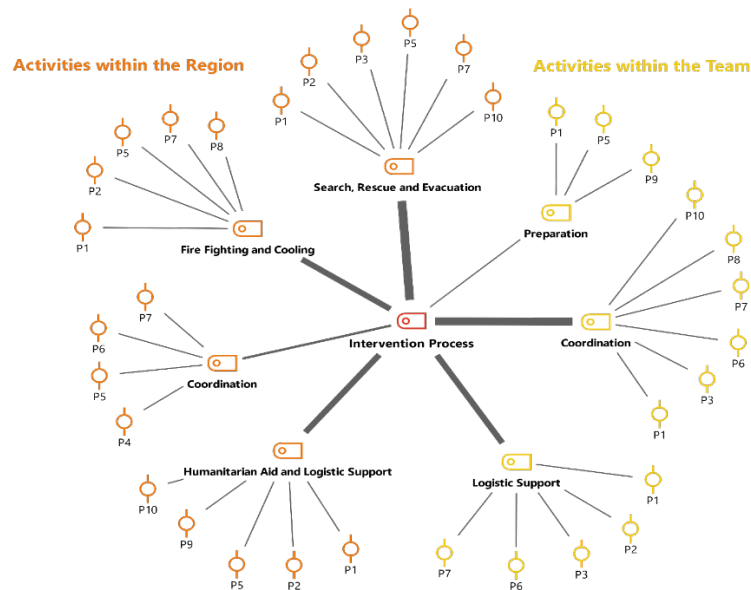 Activities within the Region
Activities within the Team
P1
P2
P3
P5
P7
P10
Search, Rescue and Evacuation
P1
P2
P5
P7
P8
Fire Fighting and Cooling
P1
P5
P9
Preparation
P10
P8
P7
P6
P3
P1
Coordination
Intervention Process
P7
P6
P5
P4
Coordination
Humanitarian Aid and Logistic Support
P10
P9
P5
P2
P1
Logistic Support
P1
P2
P3
P6
P7